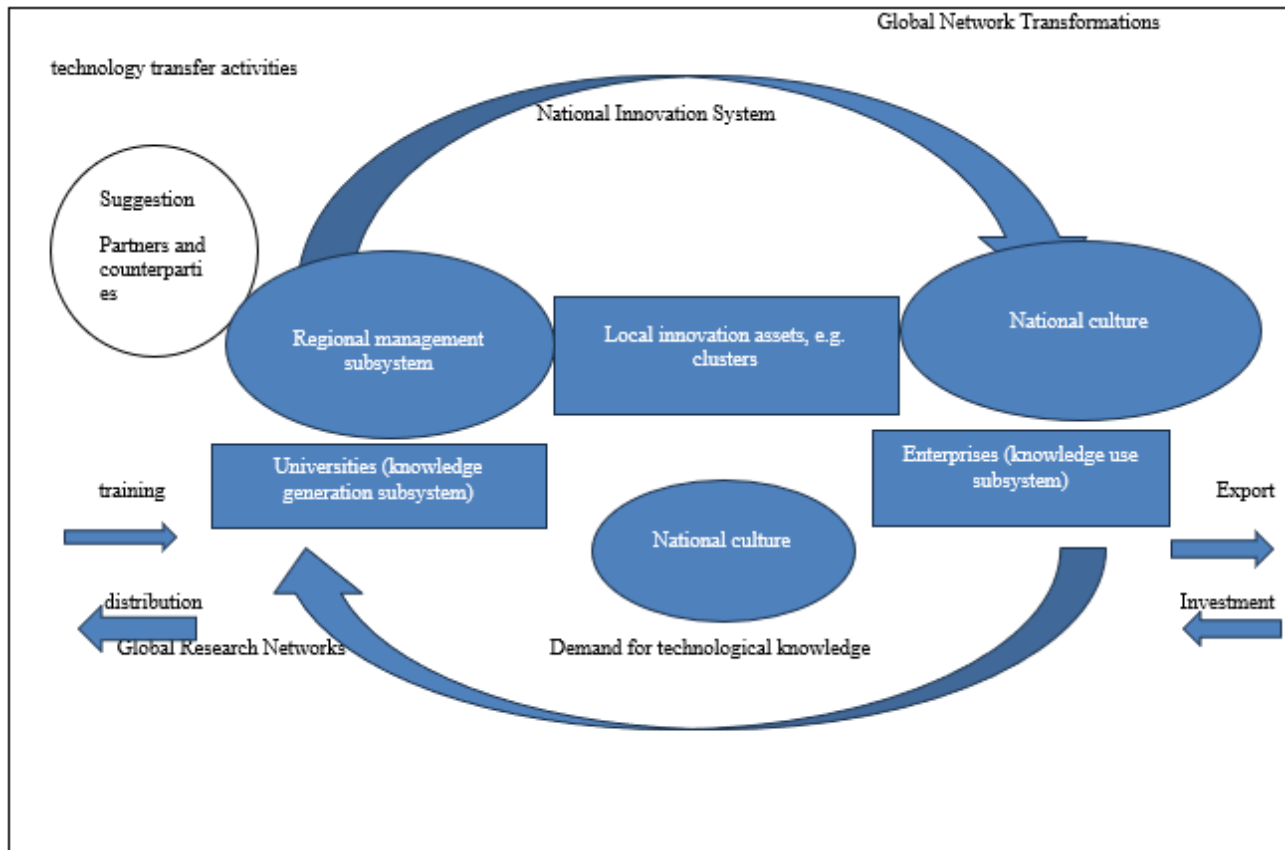 Global Network Transformations
technology transfer activities
National Innovation System
Suggestion
Partners and
counterparti
es
Regional management
subsystem
Local innovation assets, e.g.
clusters
National culture
Universities (knowledge
generation subsystem)
Enterprises (knowledge use
subsystem)
training
Export
National culture
distribution
Investment
Global Research Networks
Demand for technological knowledge